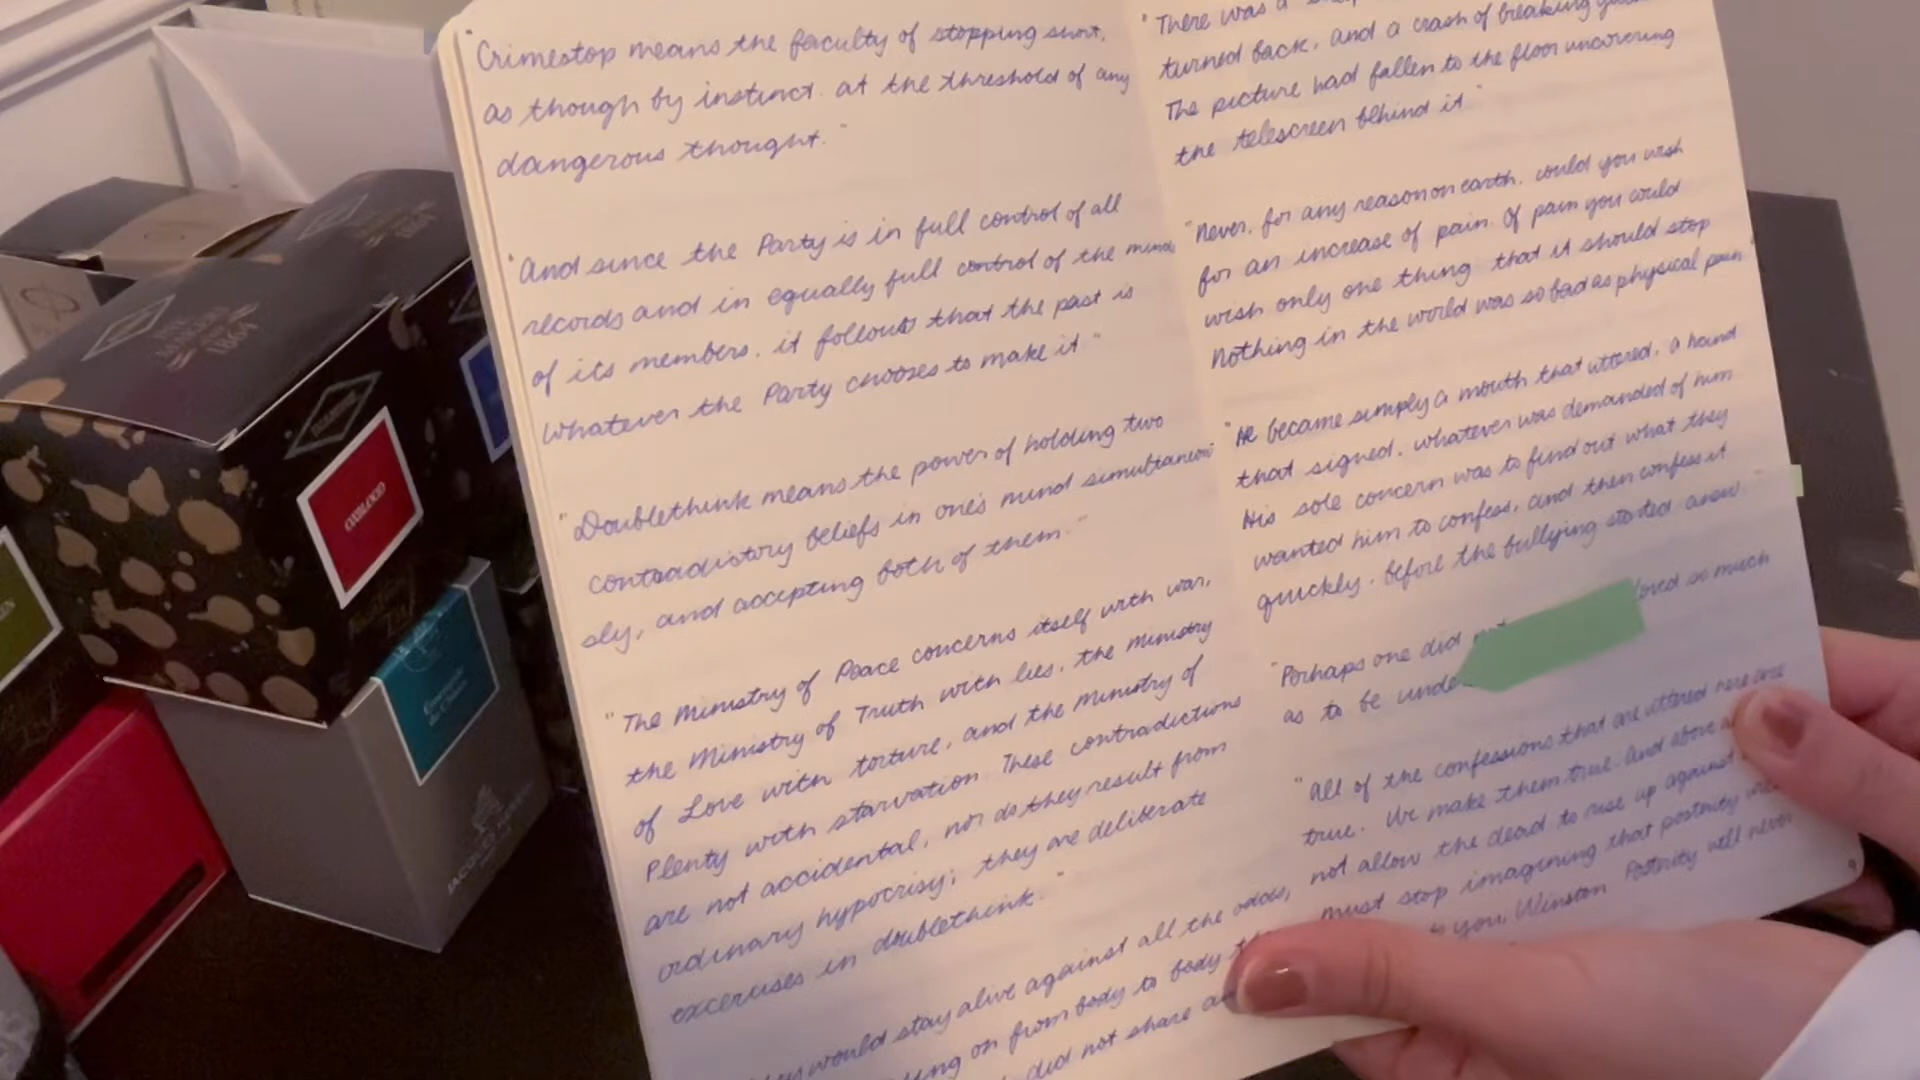 "Crimestop means the faculty of stopping short,
as though by instinct, at the threshold of any
dangerous thought."
"And since the Party is in full control of all
records and in equally full control of the minds
of its members, it follows that the past is
whatever the Party chooses to make it."
"Doublethink means the power of holding two
contradictory beliefs in one's mind simultaneou
sly, and accepting both of them."
"The Ministry of Peace concerns itself with war,
the Ministry of Truth with lies, the Ministry
of Love with torture, and the Ministry of
Plenty with starvation. These contradictions
are not accidental, nor do they result from
ordinary hypocrisy; they are deliberate
excerises in doublethink."
would stay alive against all the odds,
on from body to body
did not share
"There was a
turned back, and a crash of breaking
The picture had fallen to the floor uncovering
the telescreen behind it."
"Never, for any reason on earth, could you wish
for an increase of pain. Of pain you could
wish only one thing that it should stop
Nothing in the world was so bad as physical pain"
"He became simply a mouth that uttered, a hand
that signed, whatever was demanded of him
His sole concern was to find out what they
wanted him to confess, and then confess it
quickly, before the bullying started anew."
"Perhaps one did not loved so much
as to be
"All of the confessions that are uttered here are
true. We make them true. And above
not allow the dead to rise up against
must stop imagining that posterity
you, Winston Posterity will never
OXBLOOD
1864